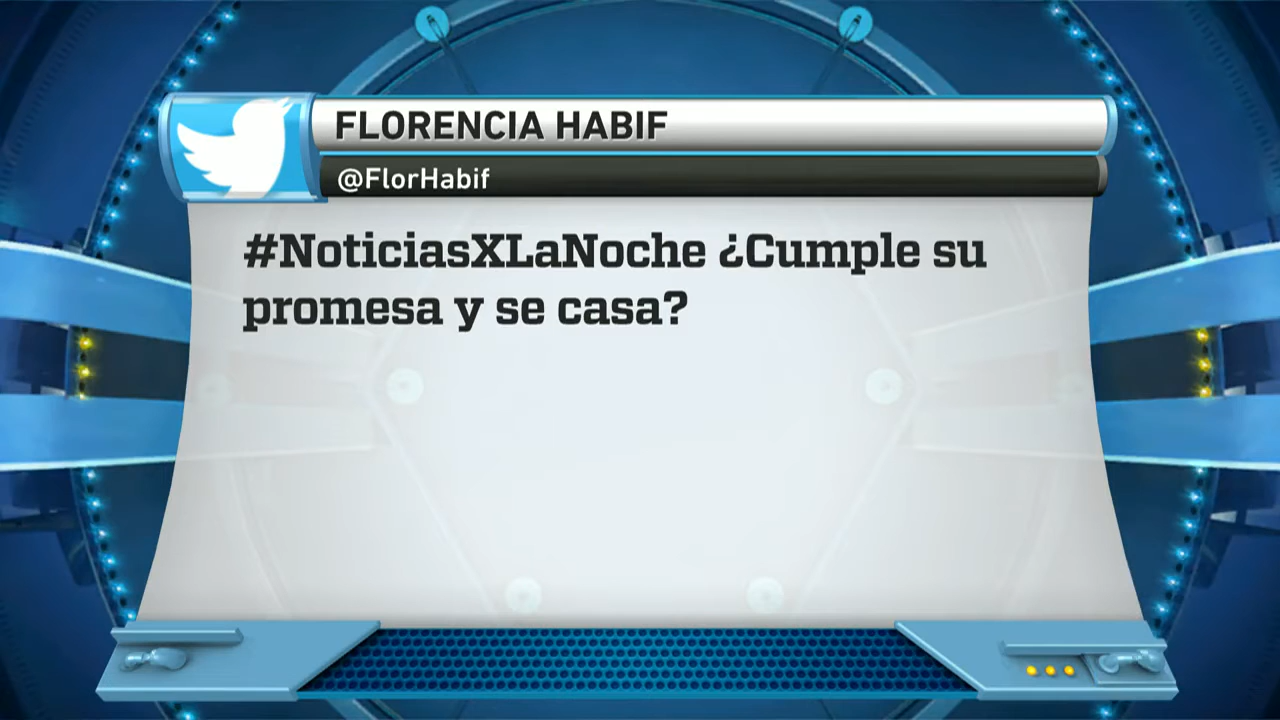 FLORENCIA HABIF
@FlorHabif
#NoticiasXLaNoche ¿Cumple su
promesa y se casa?